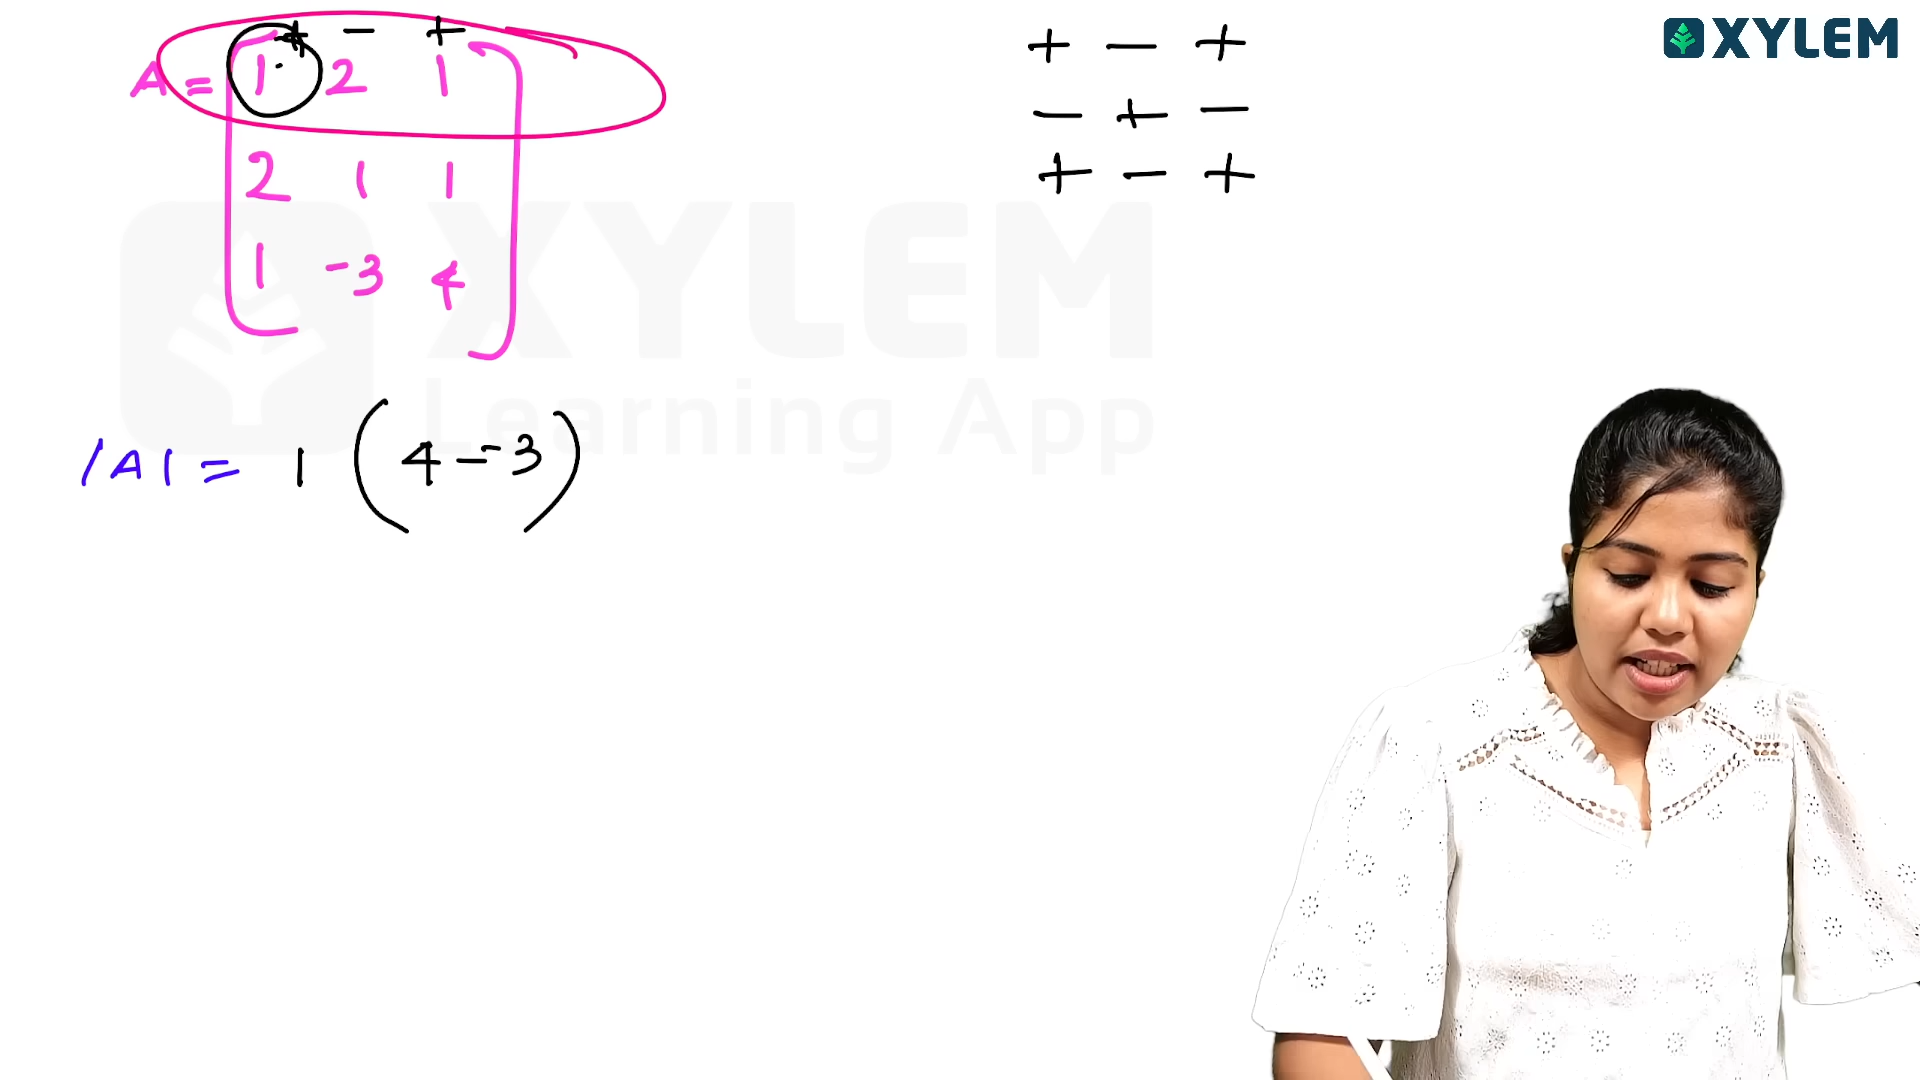 + - +
A = [ 1 2 1
2 1 1
1 -3 4 ]
|A| = 1 ( 4 - -3 )
+ - +
- + -
+ - +
XYLEM
XYLEM
Learning App